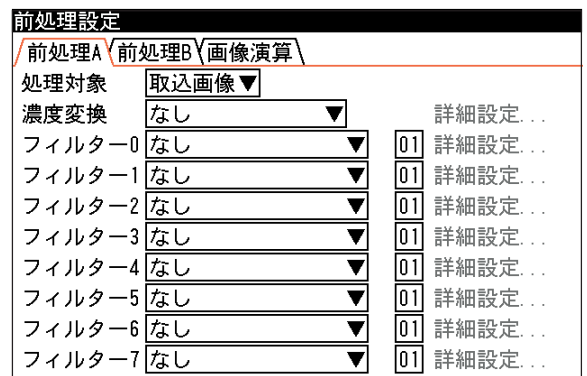 前処理設定
前処理A 前処理B 画像演算
処理対象 取込画像▼
濃度変換 なし ▼ 詳細設定...
フィルター0 なし ▼ 01 詳細設定...
フィルター1 なし ▼ 01 詳細設定...
フィルター2 なし ▼ 01 詳細設定...
フィルター3 なし ▼ 01 詳細設定...
フィルター4 なし ▼ 01 詳細設定...
フィルター5 なし ▼ 01 詳細設定...
フィルター6 なし ▼ 01 詳細設定...
フィルター7 なし ▼ 01 詳細設定...